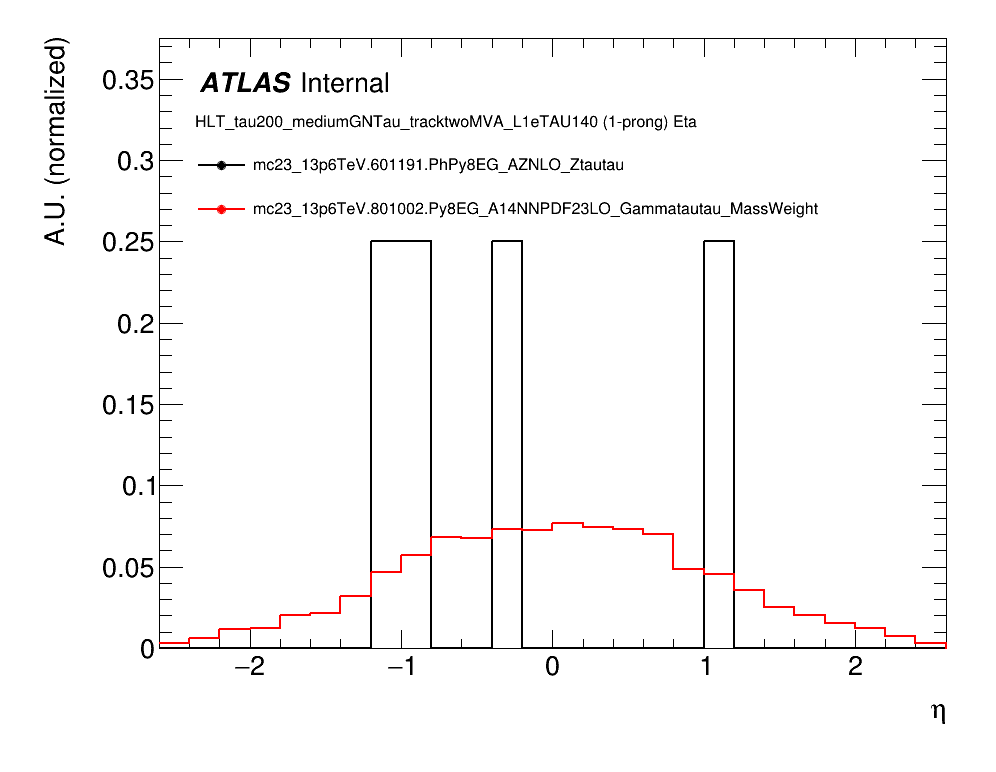 A.U. (normalized)
ATLAS Internal
HLT_tau200_mediumGNTau_tracktwoMVA_L1eTAU140 (1-prong) Eta
mc23_13p6TeV.601191.PhPy8EG_AZNLO_Ztautau
mc23_13p6TeV.801002.Py8EG_A14NNPDF23LO_Gammatautau_MassWeight
0.35
0.3
0.25
0.2
0.15
0.1
0.05
0
−2
−1
0
1
2
η